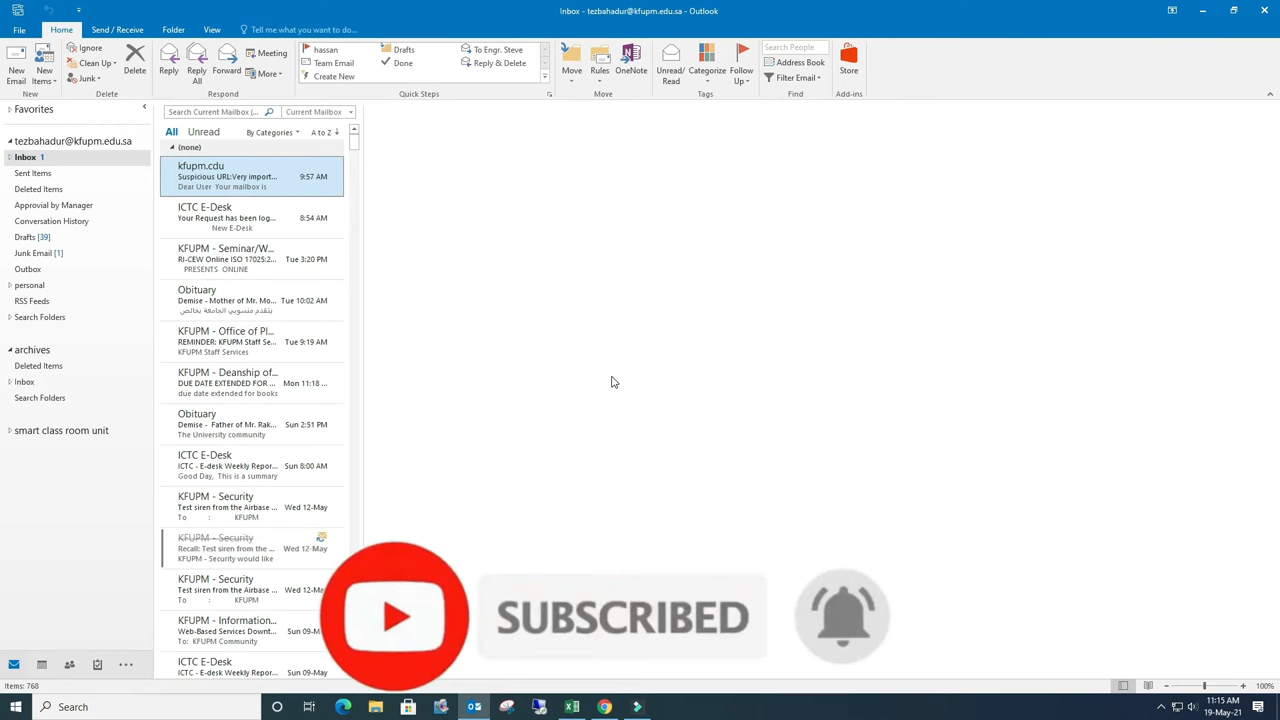 Inbox - tezbahadur@kfupm.edu.sa - Outlook
File
Home
Send / Receive
Folder
View
Tell me what you want to do...
New
Email
New
Items
New
Ignore
Clean Up
Junk
Delete
Delete
Reply
Reply
All
Forward
Meeting
More
Respond
hassan
Team Email
Create New
Drafts
Done
To Engr. Steve
Reply & Delete
Quick Steps
Move
Rules
OneNote
Move
Unread/
Read
Categorize
Follow
Up
Tags
Search People
Address Book
Filter Email
Find
Store
Add-ins
Favorites
tezbahadur@kfupm.edu.sa
Inbox 1
Sent Items
Deleted Items
Approvial by Manager
Conversation History
Drafts [39]
Junk Email [1]
Outbox
personal
RSS Feeds
Search Folders
archives
Deleted Items
Inbox
Search Folders
smart class room unit
Search Current Mailbox (...
Current Mailbox
All
Unread
By Categories
A to Z
(none)
kfupm.cdu
Suspicious URL:Very import... 9:57 AM
Dear User Your mailbox is
ICTC E-Desk
Your Request has been log... 8:54 AM
New E-Desk
KFUPM - Seminar/W...
RI-CEW Online ISO 17025:2... Tue 3:20 PM
PRESENTS ONLINE
Obituary
Demise - Mother of Mr. Mo... Tue 10:02 AM
يتقدم منسوبي الجامعة بخالص
KFUPM - Office of Pl...
REMINDER: KFUPM Staff Se... Tue 9:19 AM
KFUPM Staff Services
KFUPM - Deanship of...
DUE DATE EXTENDED FOR ... Mon 11:18 ...
due date extended for books
Obituary
Demise - Father of Mr. Rak... Sun 2:51 PM
The University community
ICTC E-Desk
ICTC - E-desk Weekly Repor... Sun 8:00 AM
Good Day, This is a summary
KFUPM - Security
Test siren from the Airbase Wed 12-May
To : KFUPM
KFUPM - Security
Recall: Test siren from the ... Wed 12-May
KFUPM - Security would like
KFUPM - Security
Test siren from the Airbase Wed 12-M
To : KFUPM
KFUPM - Information...
Web-Based Services Downt... Sun 09-M
To: KFUPM Community
ICTC E-Desk
ICTC - E-desk Weekly Repor... Sun 09-M
SUBSCRIBED
Items: 768
100%
Search
11:15 AM
19-May-21